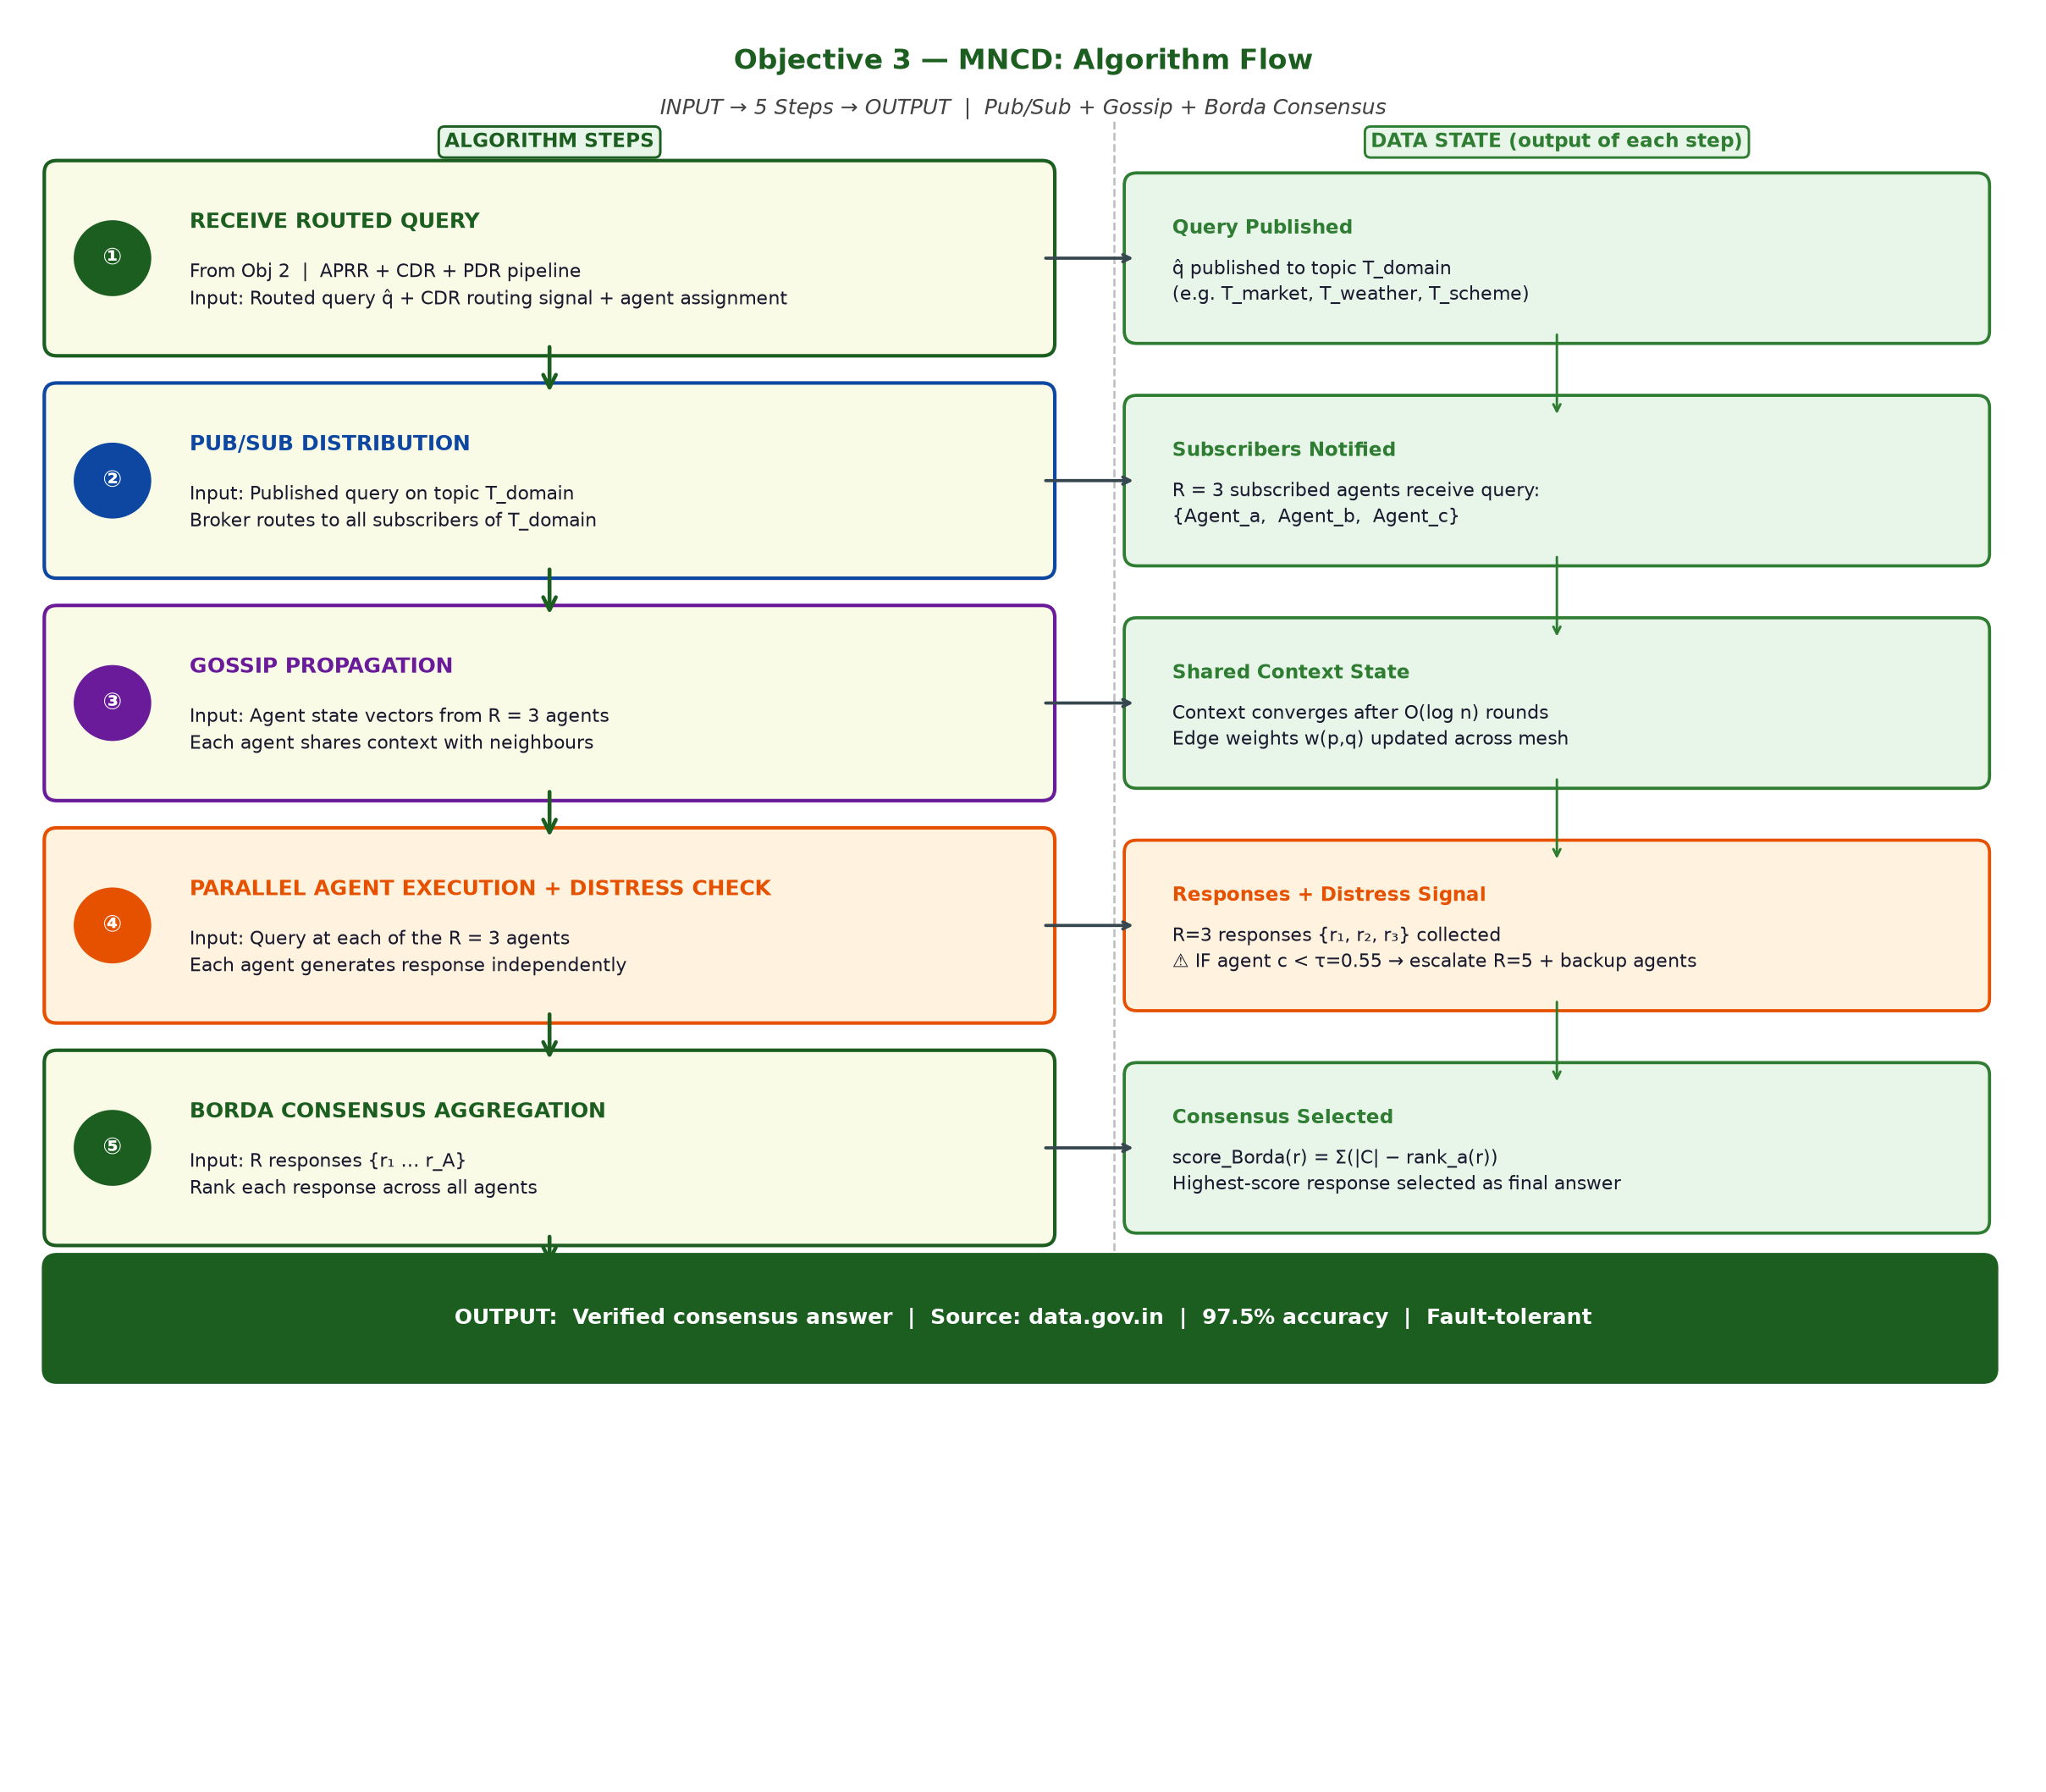 Objective 3 — MNCD: Algorithm Flow
INPUT → 5 Steps → OUTPUT | Pub/Sub + Gossip + Borda Consensus
ALGORITHM STEPS
DATA STATE (output of each step)
①
RECEIVE ROUTED QUERY
From Obj 2 | APRR + CDR + PDR pipeline
Input: Routed query q̂ + CDR routing signal + agent assignment
Query Published
q̂ published to topic T_domain
(e.g. T_market, T_weather, T_scheme)
②
PUB/SUB DISTRIBUTION
Input: Published query on topic T_domain
Broker routes to all subscribers of T_domain
Subscribers Notified
R = 3 subscribed agents receive query:
{Agent_a, Agent_b, Agent_c}
③
GOSSIP PROPAGATION
Input: Agent state vectors from R = 3 agents
Each agent shares context with neighbours
Shared Context State
Context converges after O(log n) rounds
Edge weights w(p,q) updated across mesh
④
PARALLEL AGENT EXECUTION + DISTRESS CHECK
Input: Query at each of the R = 3 agents
Each agent generates response independently
Responses + Distress Signal
R=3 responses {r₁, r₂, r₃} collected
⚠ IF agent c < τ=0.55 → escalate R=5 + backup agents
⑤
BORDA CONSENSUS AGGREGATION
Input: R responses {r₁ … r_A}
Rank each response across all agents
Consensus Selected
score_Borda(r) = Σ(|C| − rank_a(r))
Highest-score response selected as final answer
OUTPUT: Verified consensus answer | Source: data.gov.in | 97.5% accuracy | Fault-tolerant